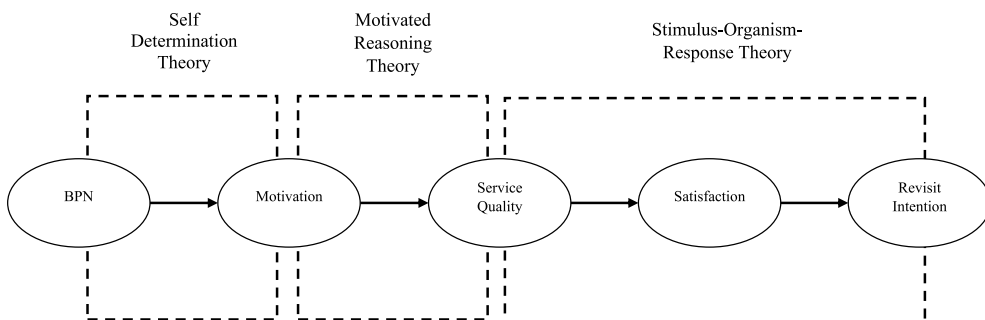 Self
Determination
Theory
Motivated
Reasoning
Theory
Stimulus-Organism-
Response Theory
BPN
Motivation
Service
Quality
Satisfaction
Revisit
Intention